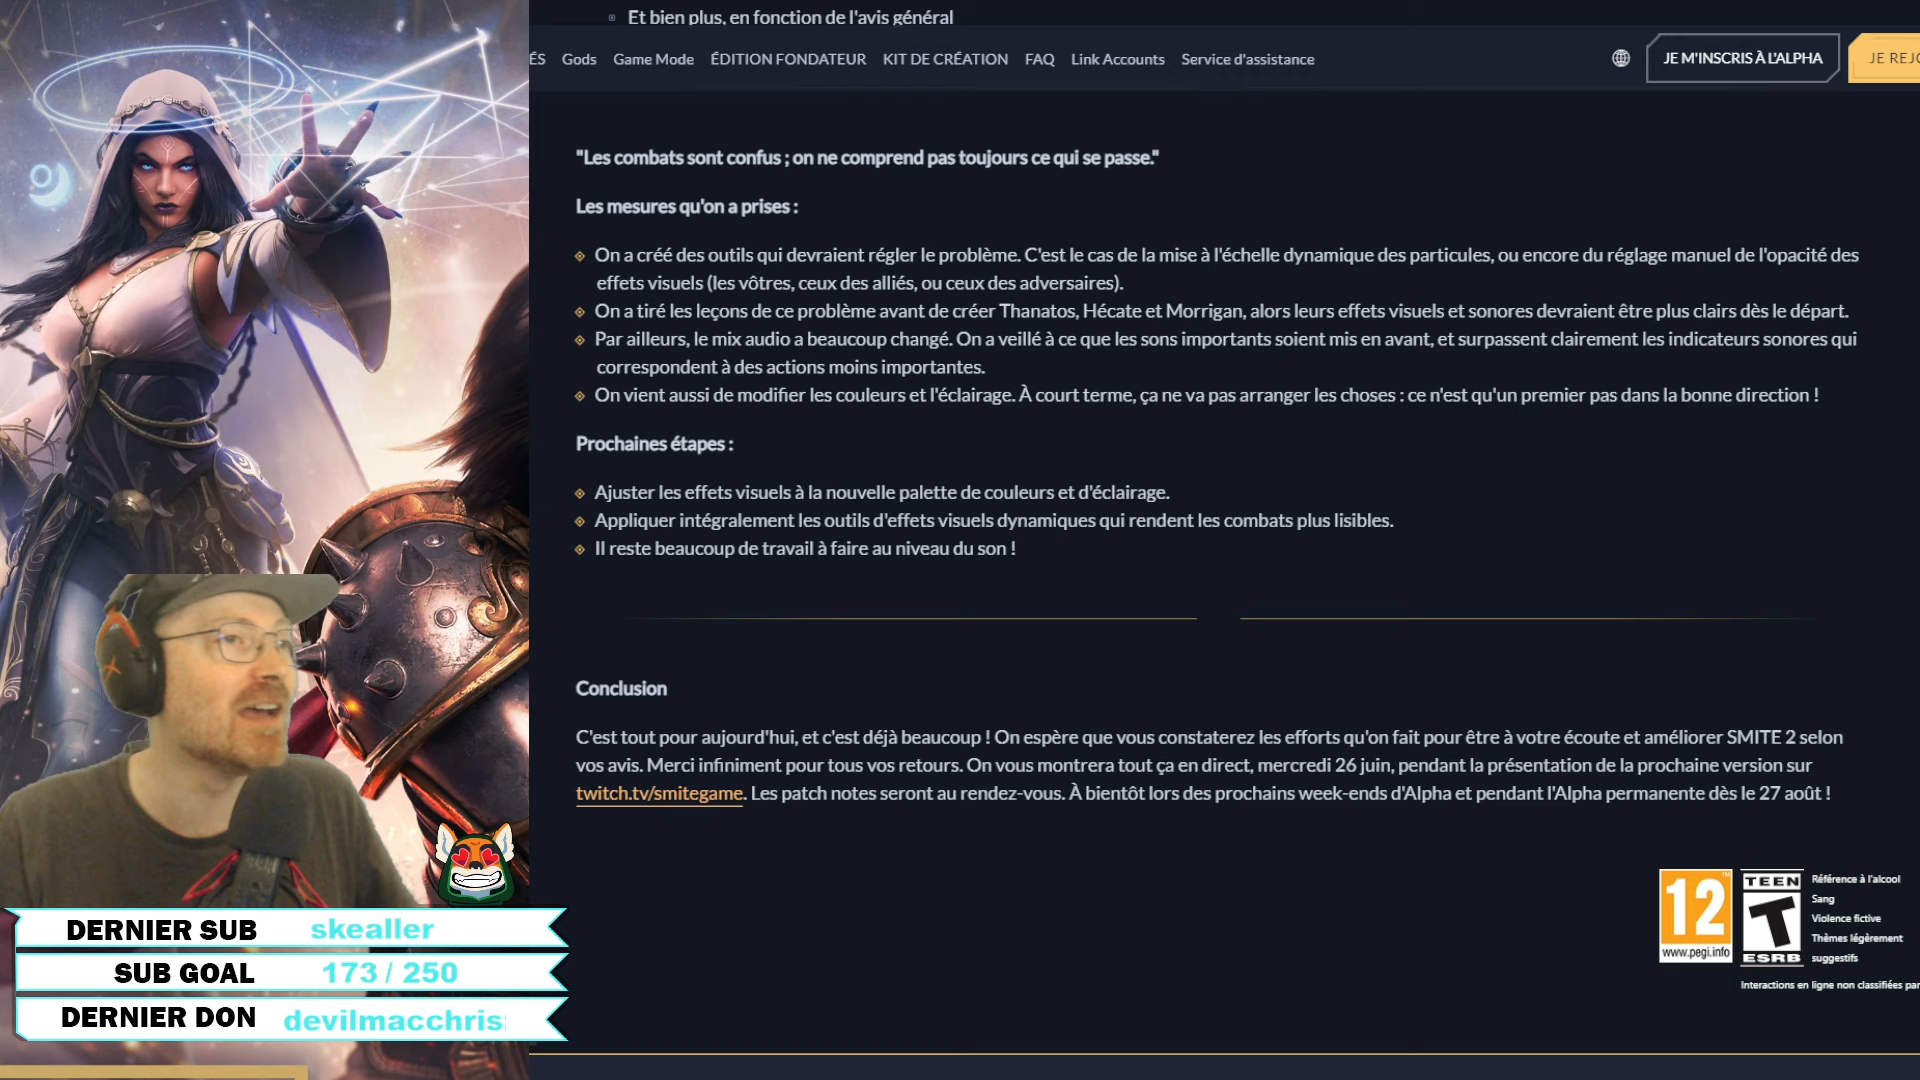 Et bien plus, en fonction de l'avis général
ÉS Gods Game Mode ÉDITION FONDATEUR KIT DE CRÉATION FAQ Link Accounts Service d'assistance JE M'INSCRIS À L'ALPHA JE REJO
"Les combats sont confus ; on ne comprend pas toujours ce qui se passe."
Les mesures qu'on a prises :
On a créé des outils qui devraient régler le problème. C'est le cas de la mise à l'échelle dynamique des particules, ou encore du réglage manuel de l'opacité des
effets visuels (les vôtres, ceux des alliés, ou ceux des adversaires).
On a tiré les leçons de ce problème avant de créer Thanatos, Hécate et Morrigan, alors leurs effets visuels et sonores devraient être plus clairs dès le départ.
Par ailleurs, le mix audio a beaucoup changé. On a veillé à ce que les sons importants soient mis en avant, et surpassent clairement les indicateurs sonores qui
correspondent à des actions moins importantes.
On vient aussi de modifier les couleurs et l'éclairage. À court terme, ça ne va pas arranger les choses : ce n'est qu'un premier pas dans la bonne direction !
Prochaines étapes :
Ajuster les effets visuels à la nouvelle palette de couleurs et d'éclairage.
Appliquer intégralement les outils d'effets visuels dynamiques qui rendent les combats plus lisibles.
Il reste beaucoup de travail à faire au niveau du son !
Conclusion
C'est tout pour aujourd'hui, et c'est déjà beaucoup ! On espère que vous constaterez les efforts qu'on fait pour être à votre écoute et améliorer SMITE 2 selon
vos avis. Merci infiniment pour tous vos retours. On vous montrera tout ça en direct, mercredi 26 juin, pendant la présentation de la prochaine version sur
twitch.tv/smitegame. Les patch notes seront au rendez-vous. À bientôt lors des prochains week-ends d'Alpha et pendant l'Alpha permanente dès le 27 août !
12
www.pegi.info
TEEN
T
ESRB
Référence à l'alcool
Sang
Violence fictive
Thèmes légèrement
suggestifs
Interactions en ligne non classifiées par
DERNIER SUB skealler
SUB GOAL 173 / 250
DERNIER DON devilmacchris